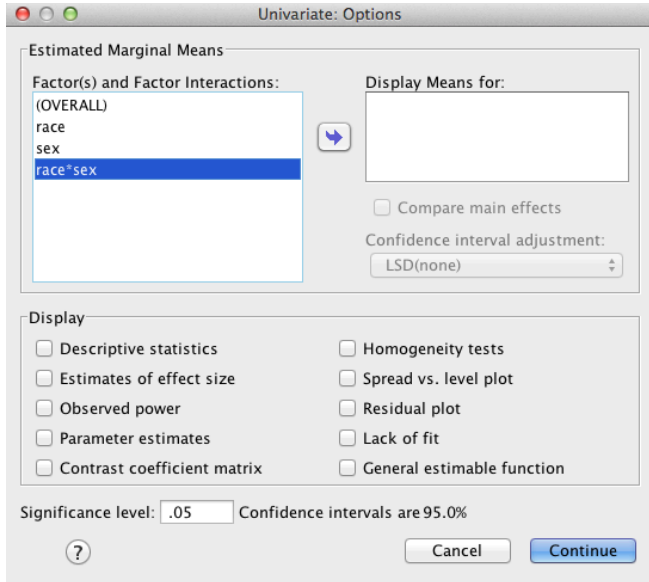 Univariate: Options
Estimated Marginal Means
Factor(s) and Factor Interactions:
(OVERALL)
race
sex
race*sex
Display Means for:
Compare main effects
Confidence interval adjustment:
LSD(none)
Display
Descriptive statistics
Estimates of effect size
Observed power
Parameter estimates
Contrast coefficient matrix
Homogeneity tests
Spread vs. level plot
Residual plot
Lack of fit
General estimable function
Significance level: .05 Confidence intervals are 95.0%
? Cancel Continue